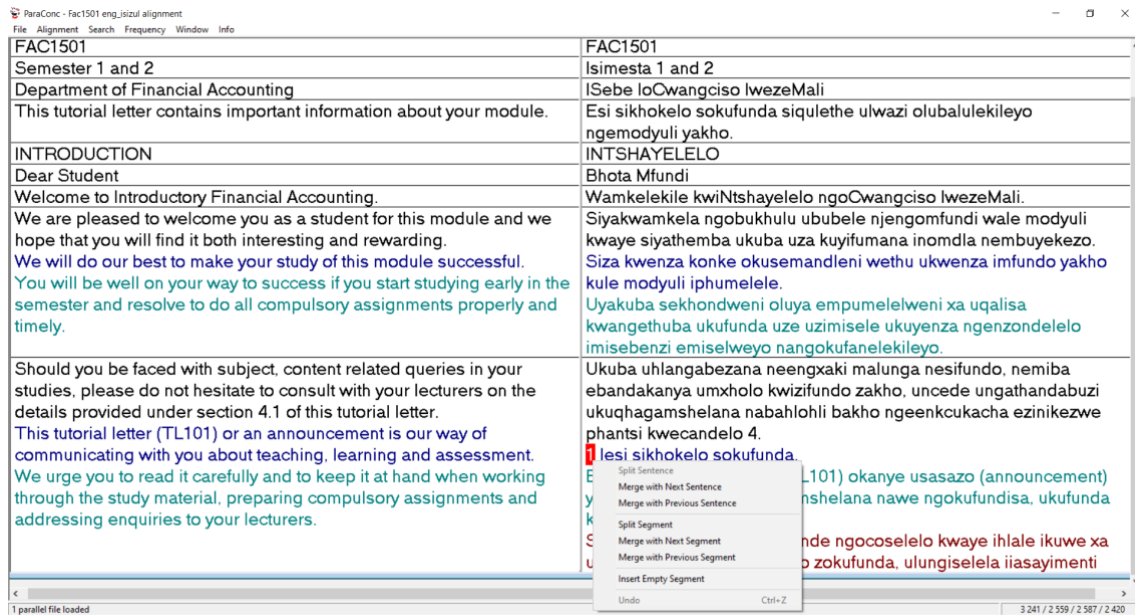 ParaConc - Fac1501 eng_isizul alignment
File Alignment Search Frequency Window Info
FAC1501
Semester 1 and 2
Department of Financial Accounting
This tutorial letter contains important information about your module.
INTRODUCTION
Dear Student
Welcome to Introductory Financial Accounting.
We are pleased to welcome you as a student for this module and we
hope that you will find it both interesting and rewarding.
We will do our best to make your study of this module successful.
You will be well on your way to success if you start studying early in the
semester and resolve to do all compulsory assignments properly and
timely.
Should you be faced with subject, content related queries in your
studies, please do not hesitate to consult with your lecturers on the
details provided under section 4.1 of this tutorial letter.
This tutorial letter (TL101) or an announcement is our way of
communicating with you about teaching, learning and assessment.
We urge you to read it carefully and to keep it at hand when working
through the study material, preparing compulsory assignments and
addressing enquiries to your lecturers.
FAC1501
Isimesta 1 and 2
ISebe loCwangciso lwezeMali
Esi sikhokelo sokufunda siqulethe ulwazi olubalulekileyo
ngemodyuli yakho.
INTSHAYELELO
Bhota Mfundi
Wamkelekile kwiNtshayelelo ngoCwangciso lwezeMali.
Siyakwamkela ngobukhulu ububele njengomfundi wale modyuli
kwaye siyathemba ukuba uza kuyifumana inomdla nembuyekezo.
Siza kwenza konke okusemandleni wethu ukwenza imfundo yakho
kule modyuli iphumelele.
Uyakuba sekhondweni oluya empumelelweni xa uqalisa
kwangethuba ukufunda uze uzimisele ukuyenza ngenzondelelo
imisebenzi emiselweyo nangokufanelekileyo.
Ukuba uhlangabezana neengxaki malunga nesifundo, nemiba
ebandakanya umxholo kwizifundo zakho, uncede ungathandabuzi
ukuqhagamshelana nabahlohli bakho ngeenkcukacha ezinikezwe
phantsi kwecandelo 4.
1 lesi sikhokelo sokufunda.
L101) okanye usasazo (announcement)
nshelana nawe ngokufundisa, ukufunda
nde ngocoselelo kwaye ihlale ikuwe xa
zokufunda, ulungiselela iiasayimenti
Split Sentence
Merge with Next Sentence
Merge with Previous Sentence
Split Segment
Merge with Next Segment
Merge with Previous Segment
Insert Empty Segment
Undo Ctrl+Z
1 parallel file loaded
3 241 / 2 559 / 2 587 / 2 420